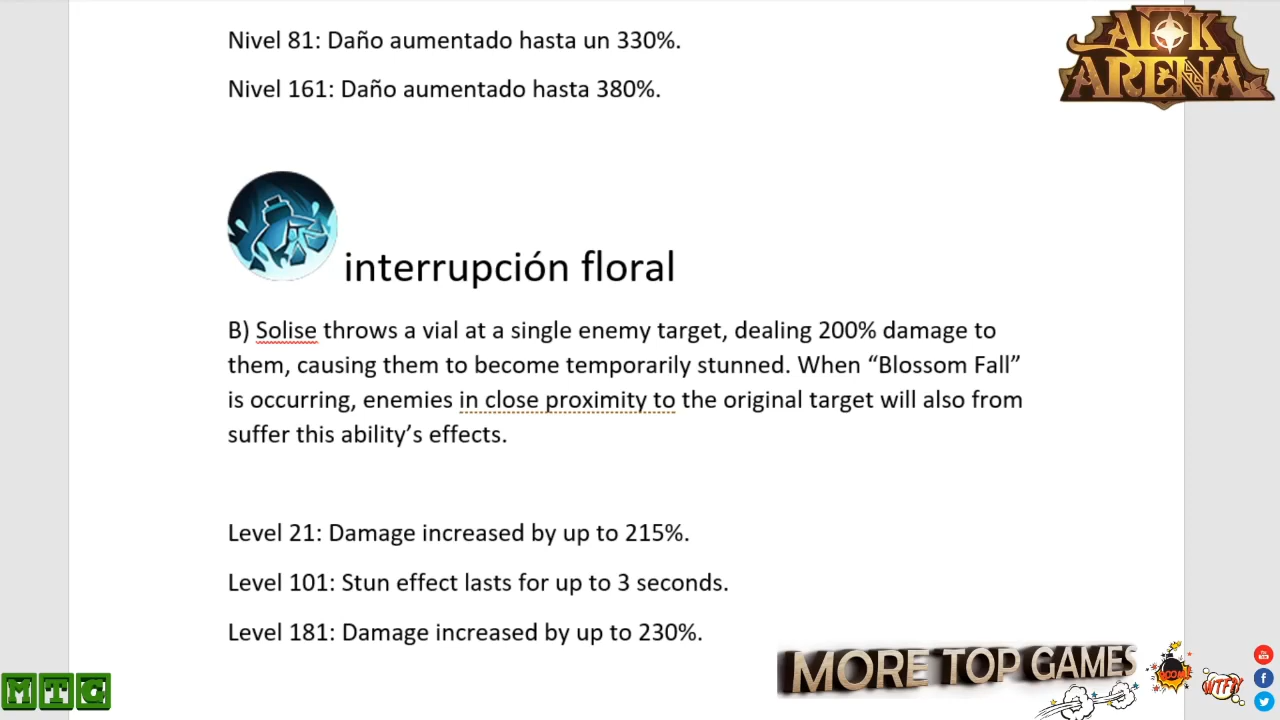 Nivel 81: Daño aumentado hasta un 330%.
AFK
ARENA
Nivel 161: Daño aumentado hasta 380%.
interrupción floral
B) Solise throws a vial at a single enemy target, dealing 200% damage to
them, causing them to become temporarily stunned. When “Blossom Fall”
is occurring, enemies in close proximity to the original target will also from
suffer this ability’s effects.
Level 21: Damage increased by up to 215%.
Level 101: Stun effect lasts for up to 3 seconds.
Level 181: Damage increased by up to 230%.
MORE TOP GAMES
BOOM!
WTF?!
MTG